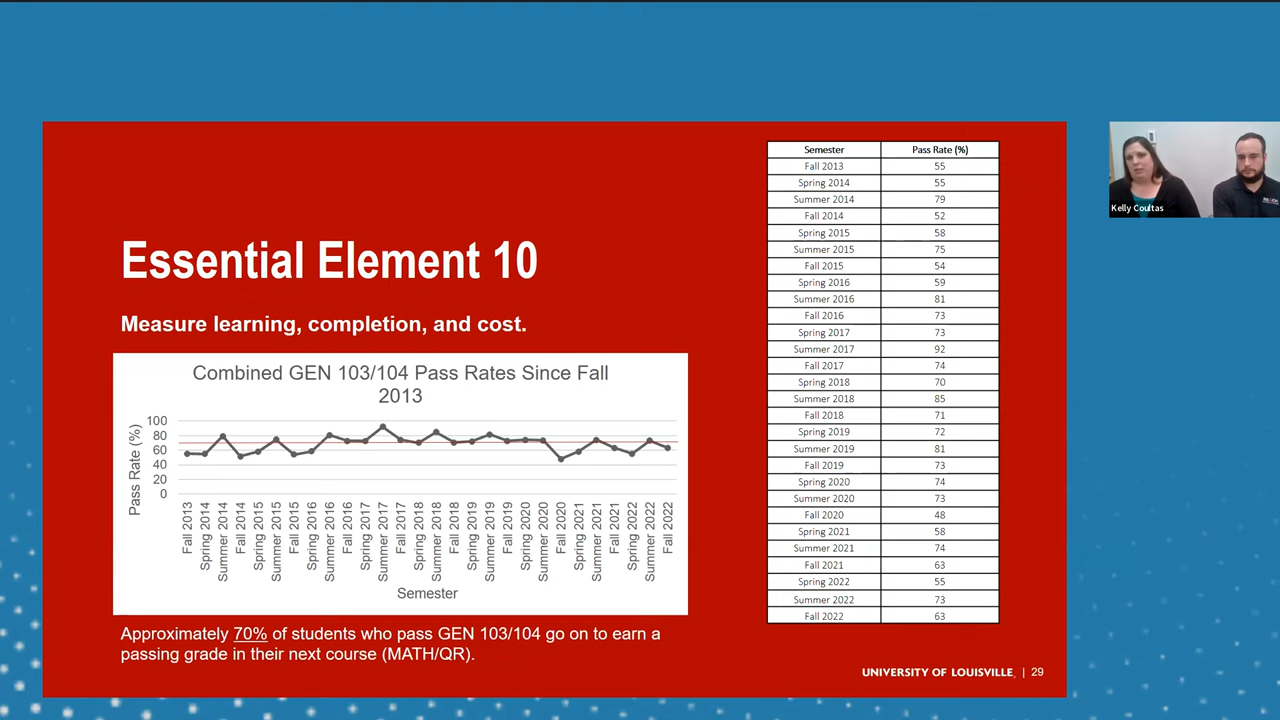 Essential Element 10
Measure learning, completion, and cost.
Combined GEN 103/104 Pass Rates Since Fall
2013
Pass Rate (%)
100
80
60
40
20
0
Fall 2013
Spring 2014
Summer 2014
Fall 2014
Spring 2015
Summer 2015
Fall 2015
Spring 2016
Summer 2016
Fall 2016
Spring 2017
Summer 2017
Fall 2017
Spring 2018
Summer 2018
Fall 2018
Spring 2019
Summer 2019
Fall 2019
Spring 2020
Summer 2020
Fall 2020
Spring 2021
Summer 2021
Fall 2021
Spring 2022
Summer 2022
Fall 2022
Semester
Approximately 70% of students who pass GEN 103/104 go on to earn a
passing grade in their next course (MATH/QR).
Semester Pass Rate (%)
Fall 2013 55
Spring 2014 55
Summer 2014 79
Fall 2014 52
Spring 2015 58
Summer 2015 75
Fall 2015 54
Spring 2016 59
Summer 2016 81
Fall 2016 73
Spring 2017 73
Summer 2017 92
Fall 2017 74
Spring 2018 70
Summer 2018 85
Fall 2018 71
Spring 2019 72
Summer 2019 81
Fall 2019 73
Spring 2020 74
Summer 2020 73
Fall 2020 48
Spring 2021 58
Summer 2021 74
Fall 2021 63
Spring 2022 55
Summer 2022 73
Fall 2022 63
UNIVERSITY OF LOUISVILLE. | 29
Kelly Coultas